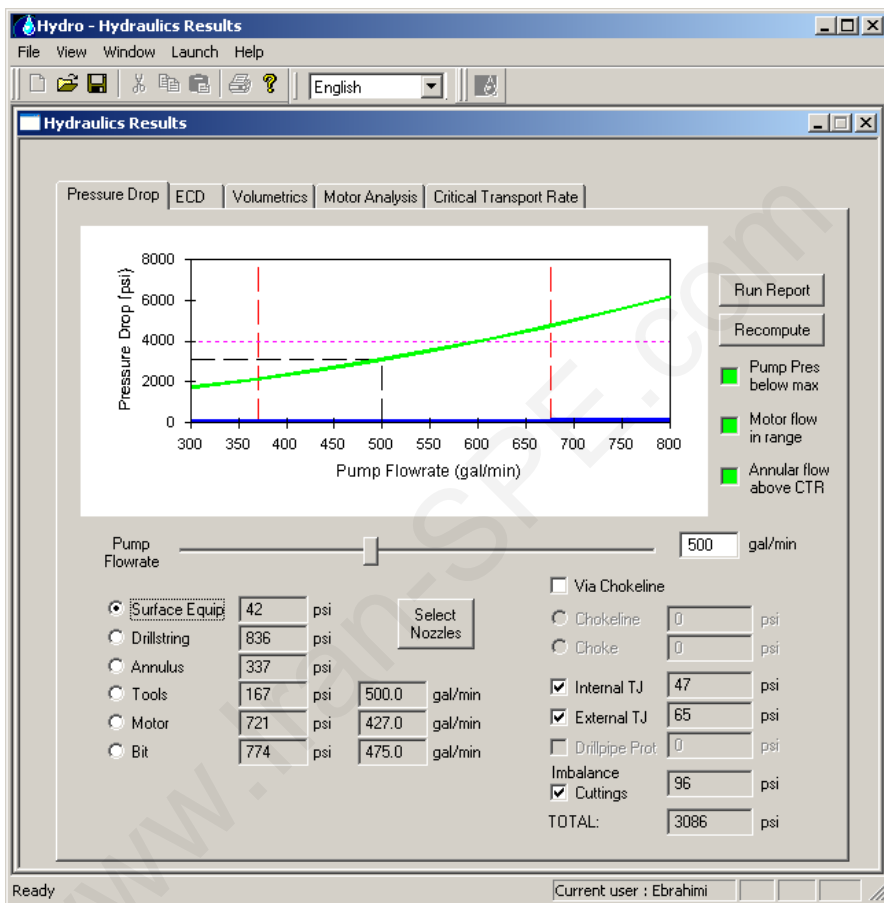 Hydro - Hydraulics Results
File View Window Launch Help
English
Hydraulics Results
Pressure Drop ECD Volumetrics Motor Analysis Critical Transport Rate
Pressure Drop (psi)
8000
6000
4000
2000
0
300 350 400 450 500 550 600 650 700 750 800
Pump Flowrate (gal/min)
Run Report
Recompute
Pump Pres
below max
Motor flow
in range
Annular flow
above CTR
Pump
Flowrate
500 gal/min
Surface Equip 42 psi
Drillstring 836 psi
Annulus 337 psi
Tools 167 psi 500.0 gal/min
Motor 721 psi 427.0 gal/min
Bit 774 psi 475.0 gal/min
Select
Nozzles
Via Chokeline
Chokeline 0 psi
Choke 0 psi
Internal TJ 47 psi
External TJ 65 psi
Drillpipe Prot 0 psi
Imbalance
Cuttings 96 psi
TOTAL: 3086 psi
Ready Current user : Ebrahimi
www.iran-SPE.com